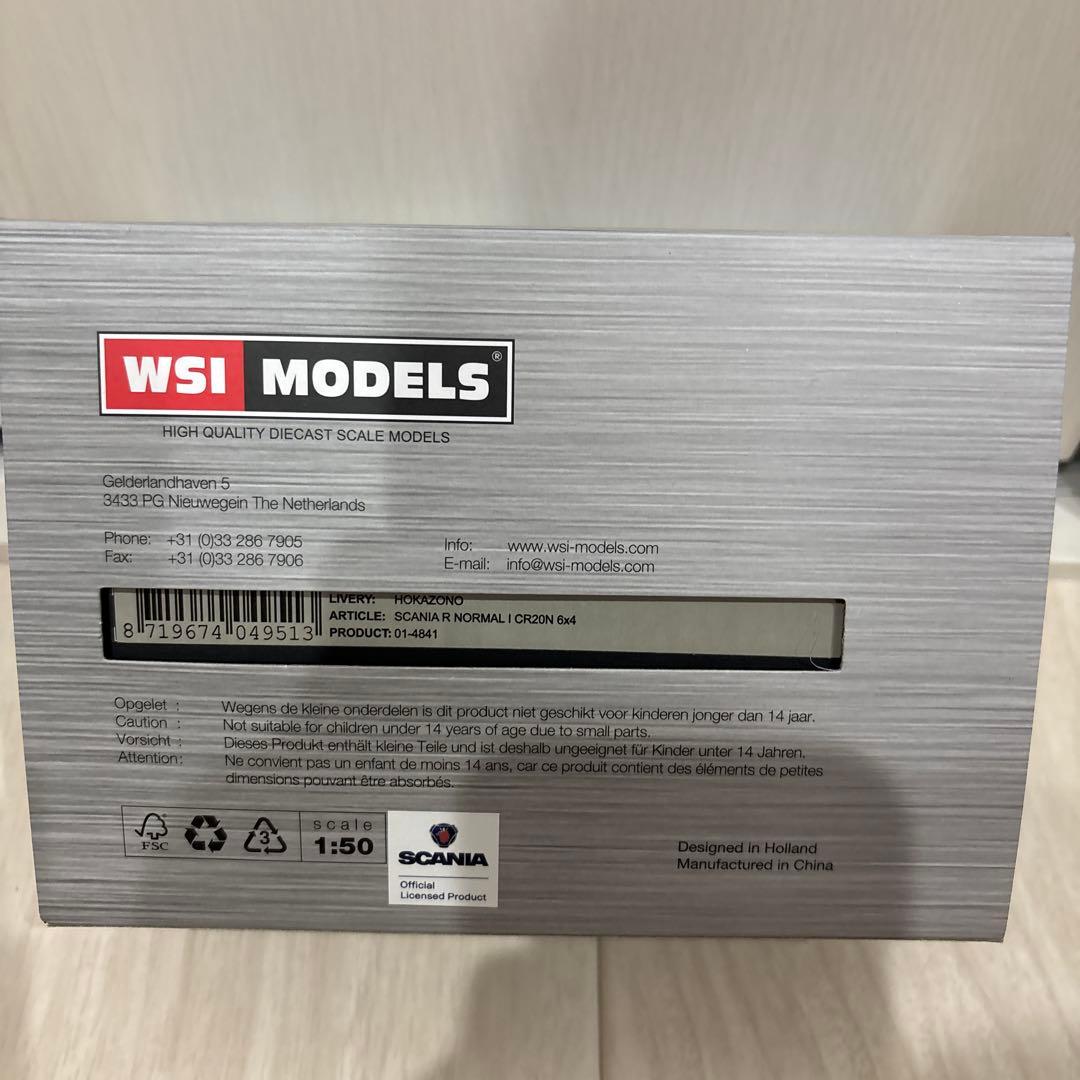 WSI MODELS®
HIGH QUALITY DIECAST SCALE MODELS
Gelderlandhaven 5
3433 PG Nieuwegein The Netherlands
Phone: +31 (0)33 286 7905
Fax: +31 (0)33 286 7906
Info: www.wsi-models.com
E-mail: info@wsi-models.com
8 719674 049513
LIVERY: HOKAZONO
ARTICLE: SCANIA R NORMAL I CR20N 6x4
PRODUCT: 01-4841
Opgelet : Wegens de kleine onderdelen is dit product niet geschikt voor kinderen jonger dan 14 jaar.
Caution : Not suitable for children under 14 years of age due to small parts.
Vorsicht : Dieses Produkt enthält kleine Teile und ist deshalb ungeeignet für Kinder unter 14 Jahren.
Attention: Ne convient pas un enfant de moins 14 ans, car ce produit contient des éléments de petites
dimensions pouvant être absorbés.
FSC
3
scale
1:50
SCANIA
Official
Licensed Product
Designed in Holland
Manufactured in China